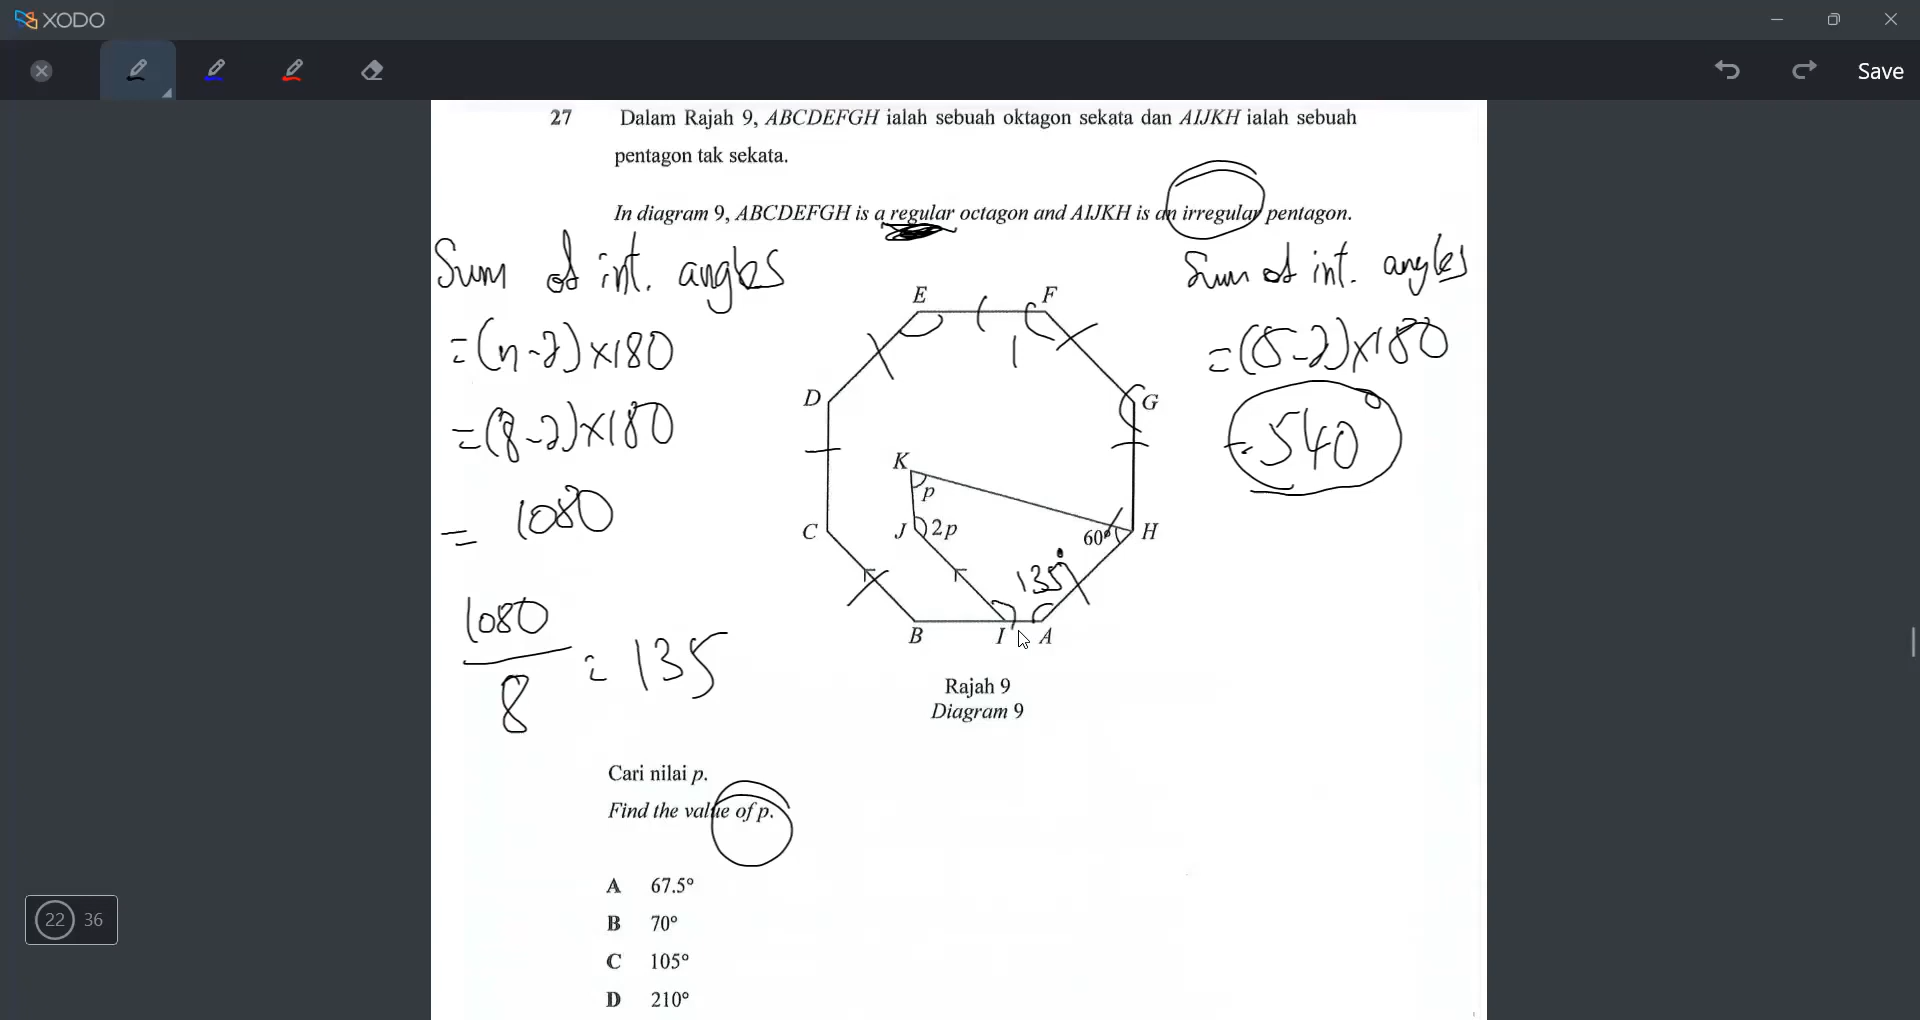 XODO
Save
27 Dalam Rajah 9, ABCDEFGH ialah sebuah oktagon sekata dan AIJKH ialah sebuah
pentagon tak sekata.
In diagram 9, ABCDEFGH is a regular octagon and AIJKH is an irregular pentagon.
Sum of int. angles
= (n-2)×180
= (8-2)×180
= 1080
1080
8
= 135
Sum of int. angles
= (5-2)×180
= 540°
E F
D G
K
p
C J 2p 60° H
135°
B I A
Rajah 9
Diagram 9
Cari nilai p.
Find the value of p.
A 67.5°
B 70°
C 105°
D 210°
22 36